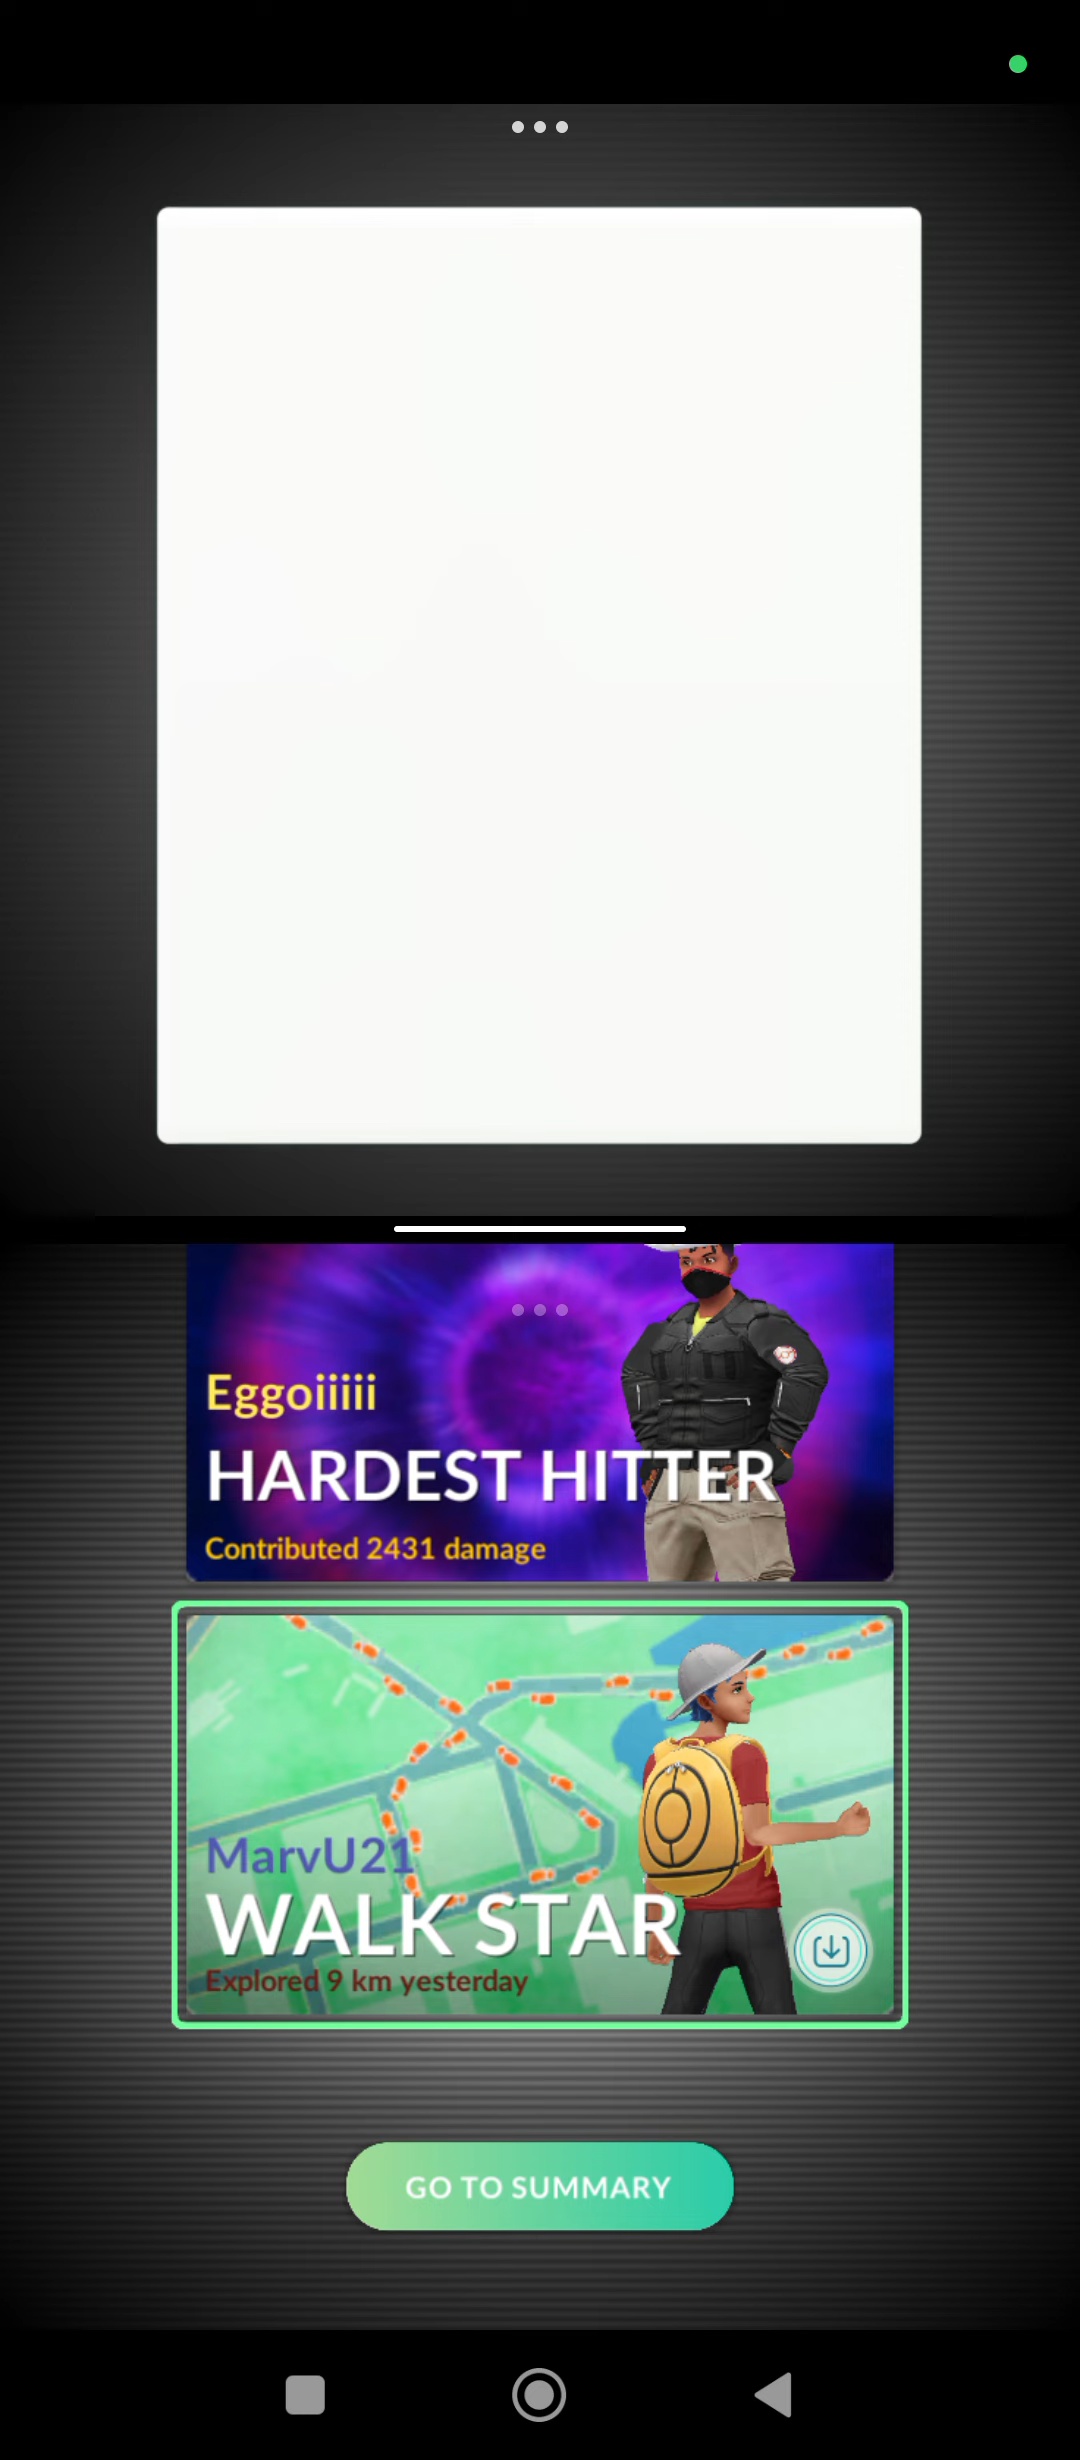 Eggoiiiii
HARDEST HITTER
Contributed 2431 damage
MarvU21
WALK STAR
Explored 9 km yesterday
GO TO SUMMARY